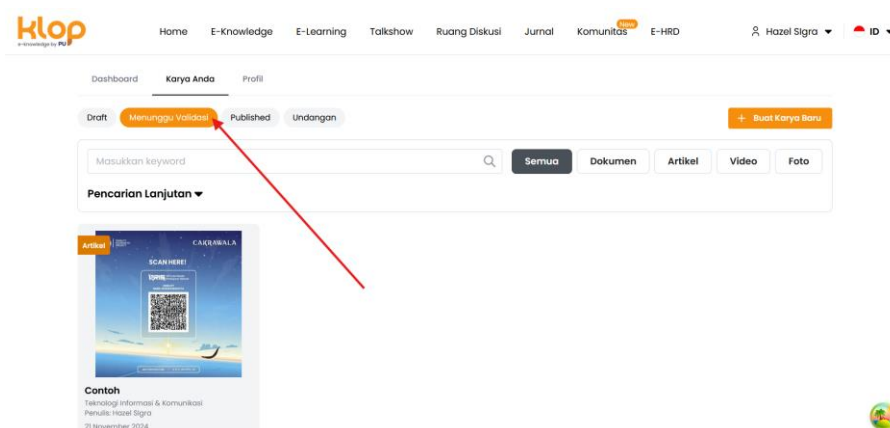 klop
e-knowledge by PU
Home E-Knowledge E-Learning Talkshow Ruang Diskusi Jurnal Komunitas New E-HRD Hazel SIgra ID
Dashboard Karya Anda Profil
Draft Menunggu Validasi Published Undangan + Buat Karya Baru
Masukkan keyword Semua Dokumen Artikel Video Foto
Pencarian Lanjutan
Artikel
CAKRAWALA
SCAN HERE!
Contoh
Teknologi Informasi & Komunikasi
Penulis: Hazel SIgra
21 November 2024